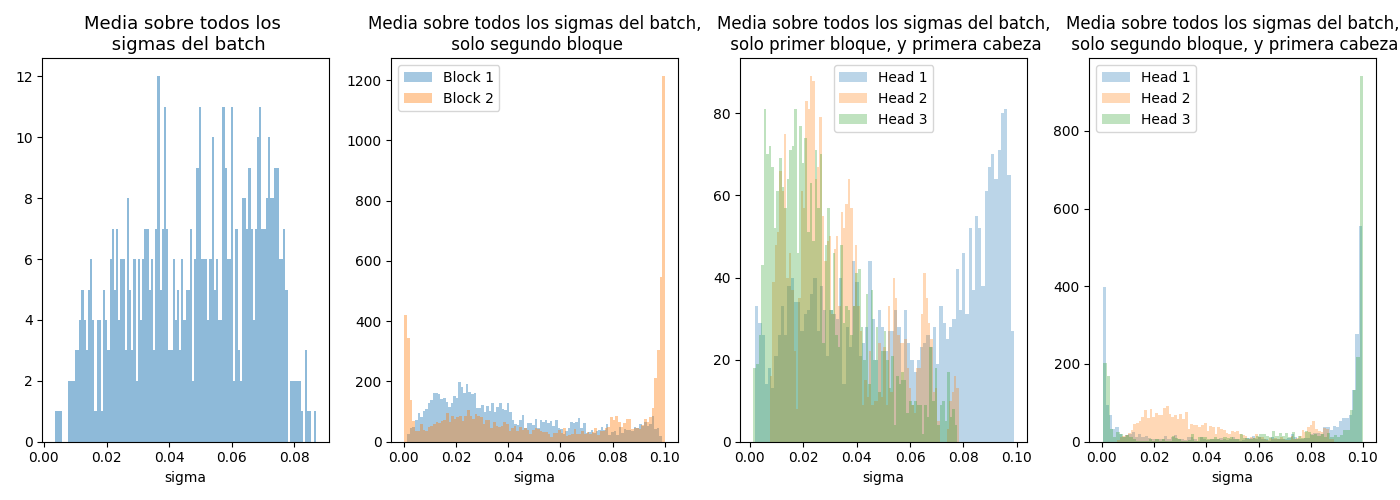 Media sobre todos los
sigmas del batch
12
10
8
6
4
2
0
0.00
0.02
0.04
0.06
0.08
sigma
Media sobre todos los sigmas del batch,
solo segundo bloque
Block 1
Block 2
1200
1000
800
600
400
200
0
0.00
0.02
0.04
0.06
0.08
0.10
sigma
Media sobre todos los sigmas del batch,
solo primer bloque, y primera cabeza
Head 1
Head 2
Head 3
80
60
40
20
0
0.00
0.02
0.04
0.06
0.08
0.10
sigma
Media sobre todos los sigmas del batch,
solo segundo bloque, y primera cabeza
Head 1
Head 2
Head 3
800
600
400
200
0
0.00
0.02
0.04
0.06
0.08
0.10
sigma